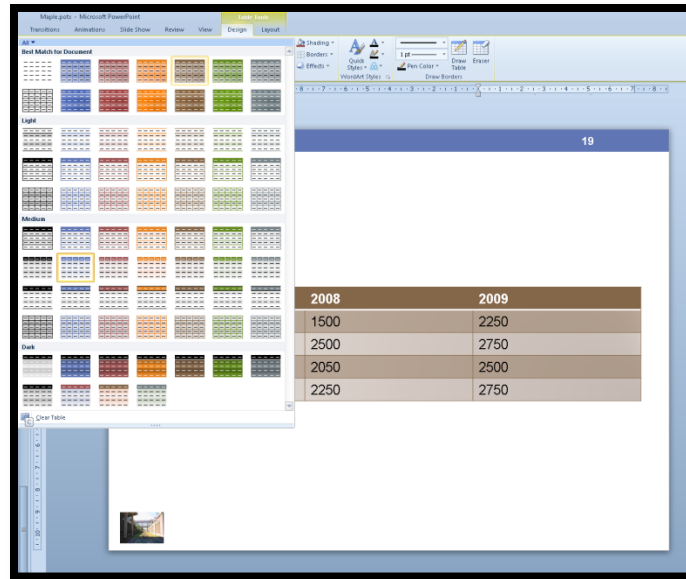 Maple.potx - Microsoft PowerPoint
Table Tools
Transitions Animations Slide Show Review View Design Layout
All
Best Match for Document
Light
Medium
Dark
Clear Table
Shading
Borders
Effects
Quick Styles
WordArt Styles
1 pt
Pen Color
Draw Table
Eraser
Draw Borders
19
2008 2009
1500 2250
2500 2750
2050 2500
2250 2750